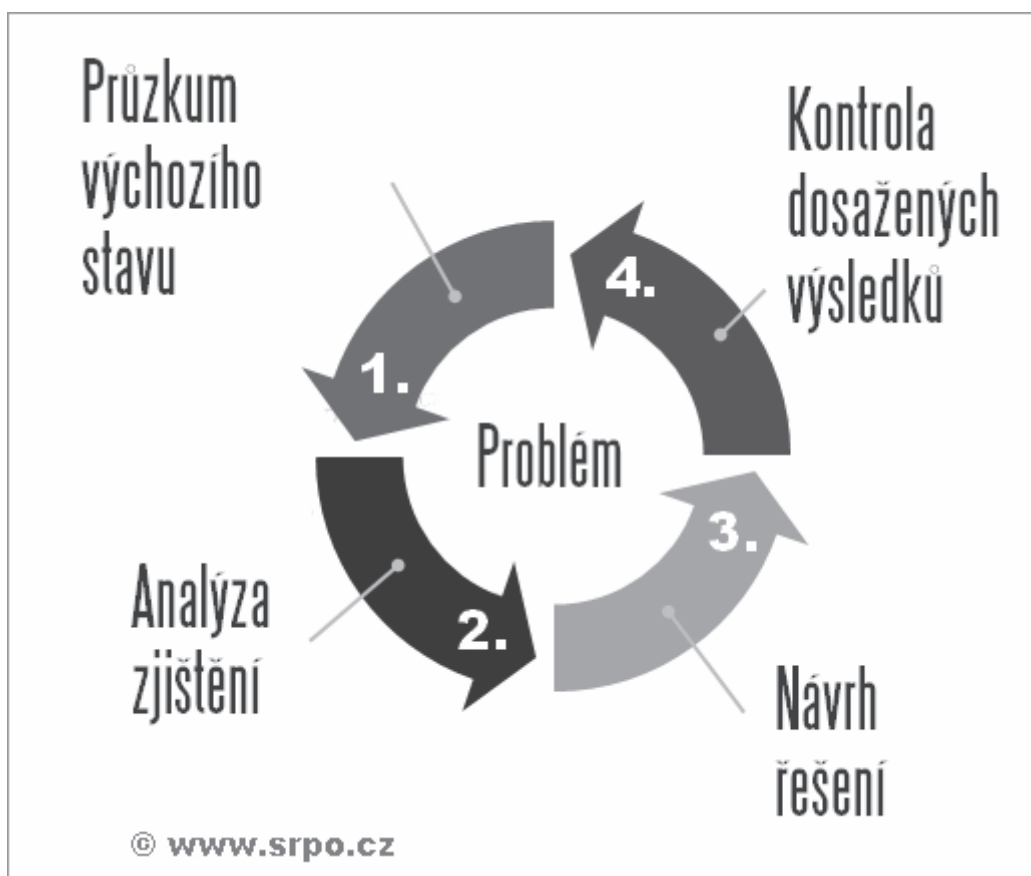 Průzkum
výchozího
stavu
1.
Analýza
zjištění
2.
Návrh
řešení
3.
Kontrola
dosažených
výsledků
4.
Problém
© www.srpo.cz